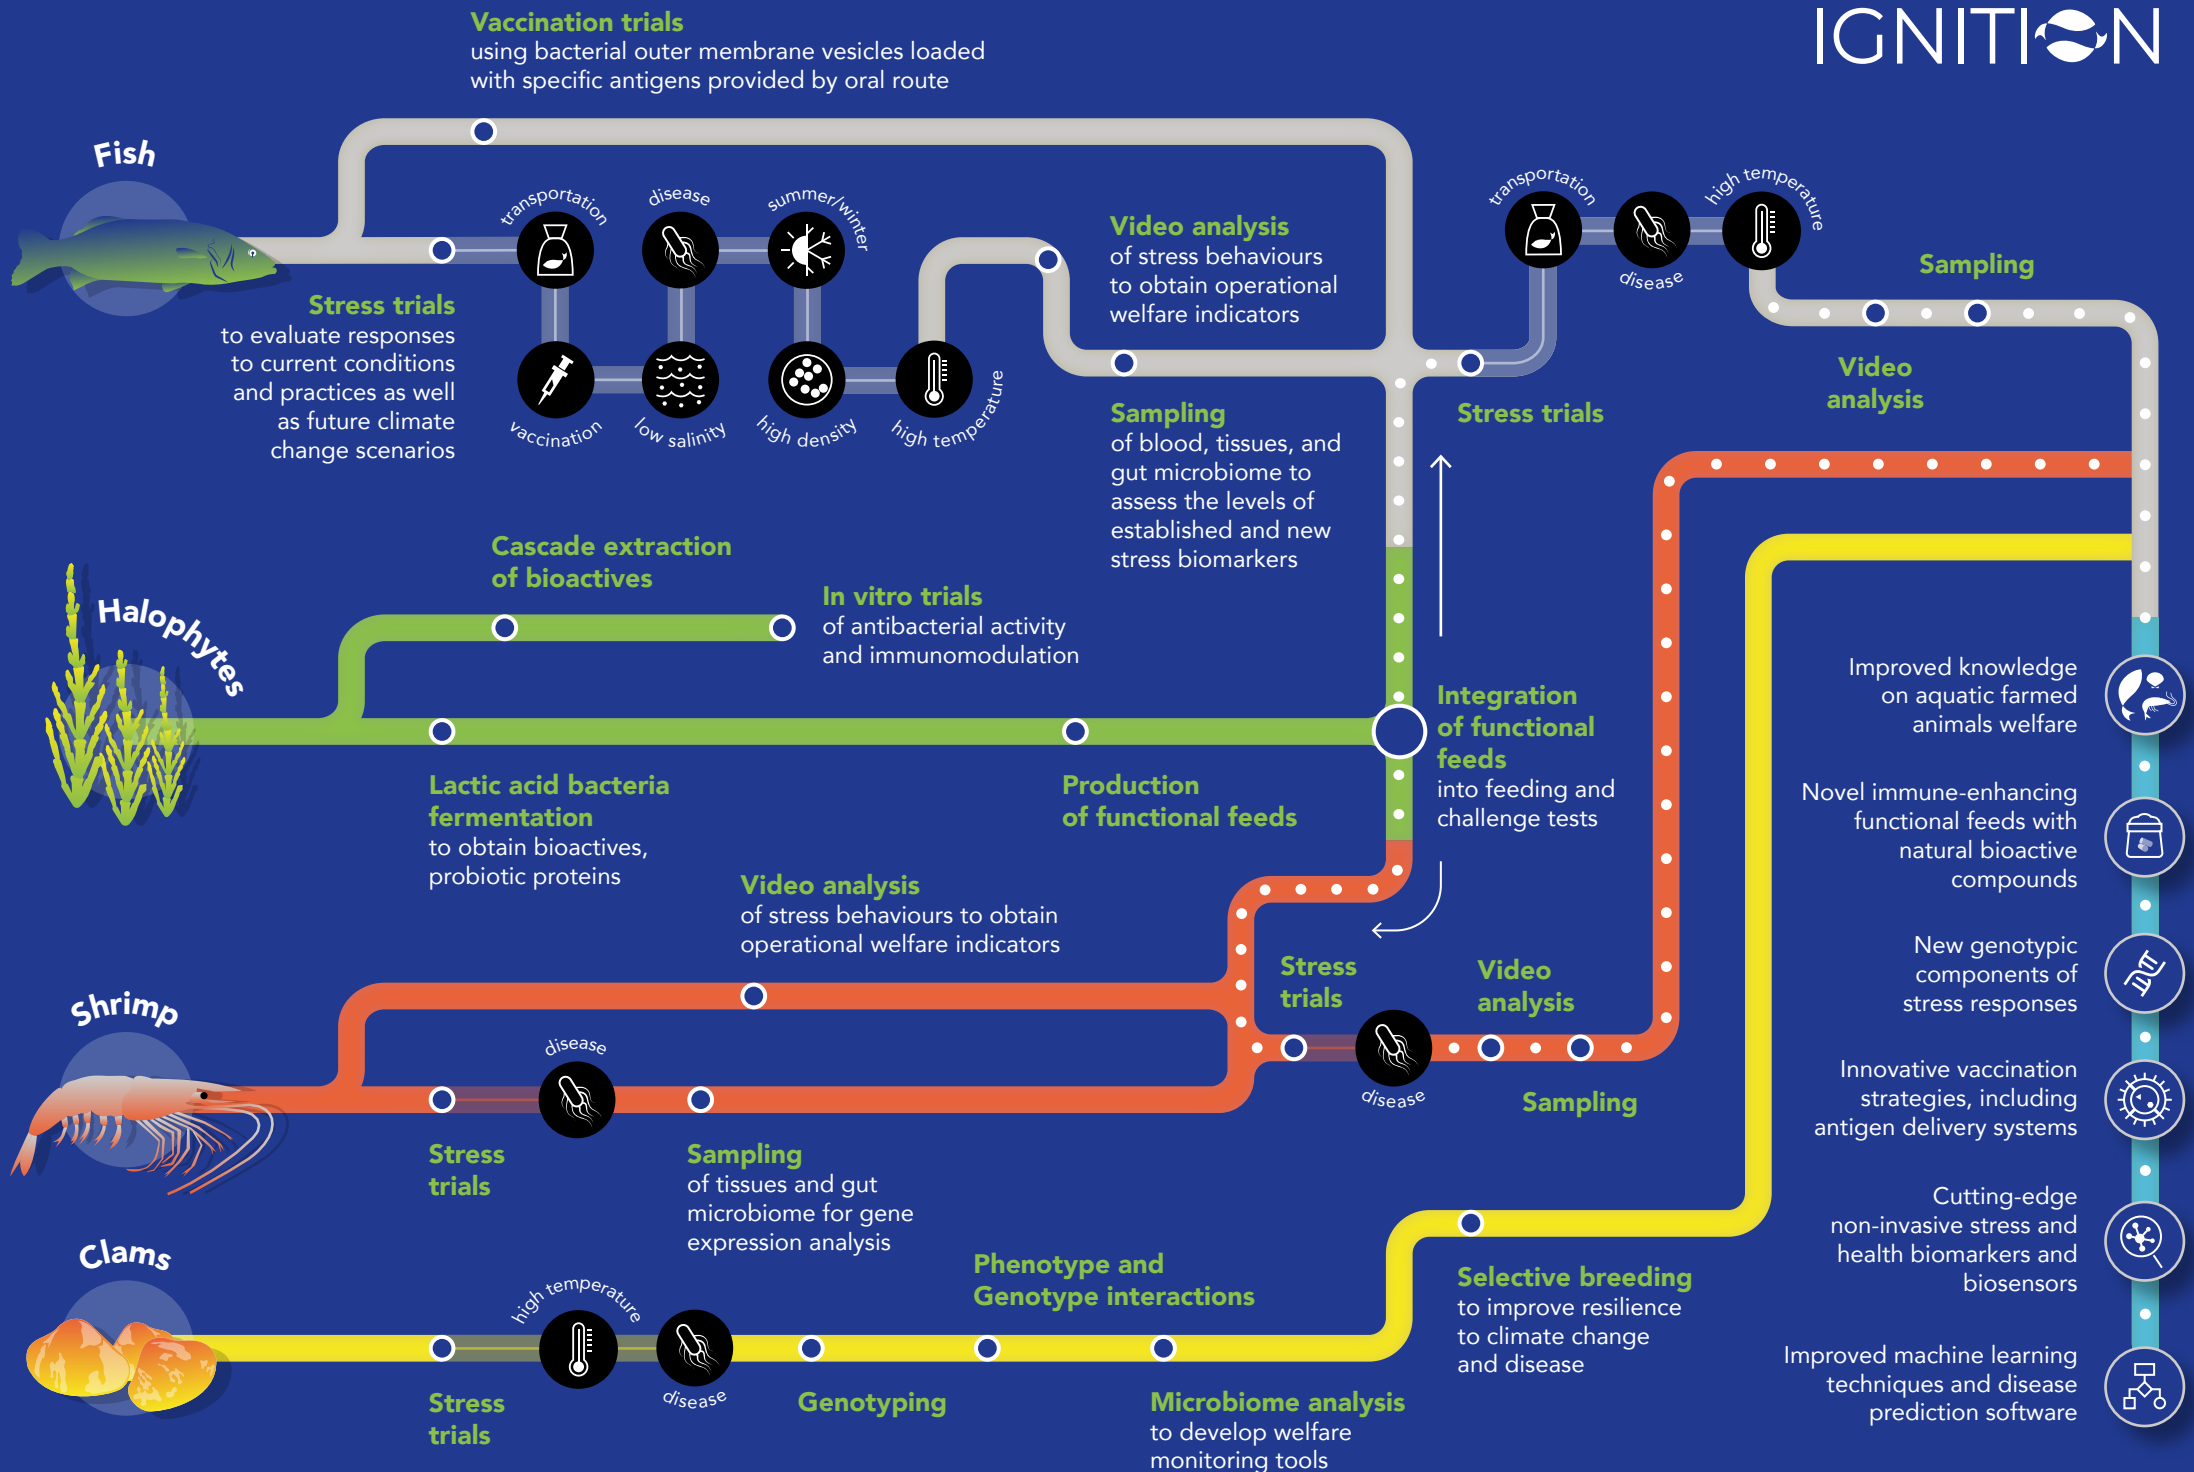 IGNITION
Vaccination trials
using bacterial outer membrane vesicles loaded
with specific antigens provided by oral route
Fish
Stress trials
to evaluate responses
to current conditions
and practices as well
as future climate
change scenarios
transportation
disease
summer/winter
vaccination
low salinity
high density
high temperature
Video analysis
of stress behaviours
to obtain operational
welfare indicators
Sampling
of blood, tissues, and
gut microbiome to
assess the levels of
established and new
stress biomarkers
transportation
disease
high temperature
Stress trials
Sampling
Video
analysis
Halophytes
Cascade extraction
of bioactives
In vitro trials
of antibacterial activity
and immunomodulation
Lactic acid bacteria
fermentation
to obtain bioactives,
probiotic proteins
Production
of functional feeds
Integration
of functional
feeds
into feeding and
challenge tests
Shrimp
Video analysis
of stress behaviours to obtain
operational welfare indicators
Stress
trials
disease
Sampling
of tissues and gut
microbiome for gene
expression analysis
Stress
trials
disease
Video
analysis
Sampling
Clams
Stress
trials
high temperature
disease
Genotyping
Phenotype and
Genotype interactions
Microbiome analysis
to develop welfare
monitoring tools
Selective breeding
to improve resilience
to climate change
and disease
Improved knowledge
on aquatic farmed
animals welfare
Novel immune-enhancing
functional feeds with
natural bioactive
compounds
New genotypic
components of
stress responses
Innovative vaccination
strategies, including
antigen delivery systems
Cutting-edge
non-invasive stress and
health biomarkers and
biosensors
Improved machine learning
techniques and disease
prediction software